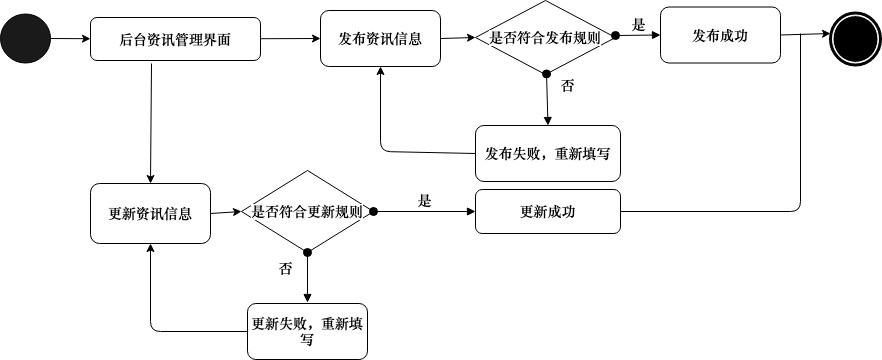 后台资讯管理界面
发布资讯信息
是否符合发布规则
是
发布成功
否
发布失败，重新填写
更新资讯信息
是否符合更新规则
是
更新成功
否
更新失败，重新填
写